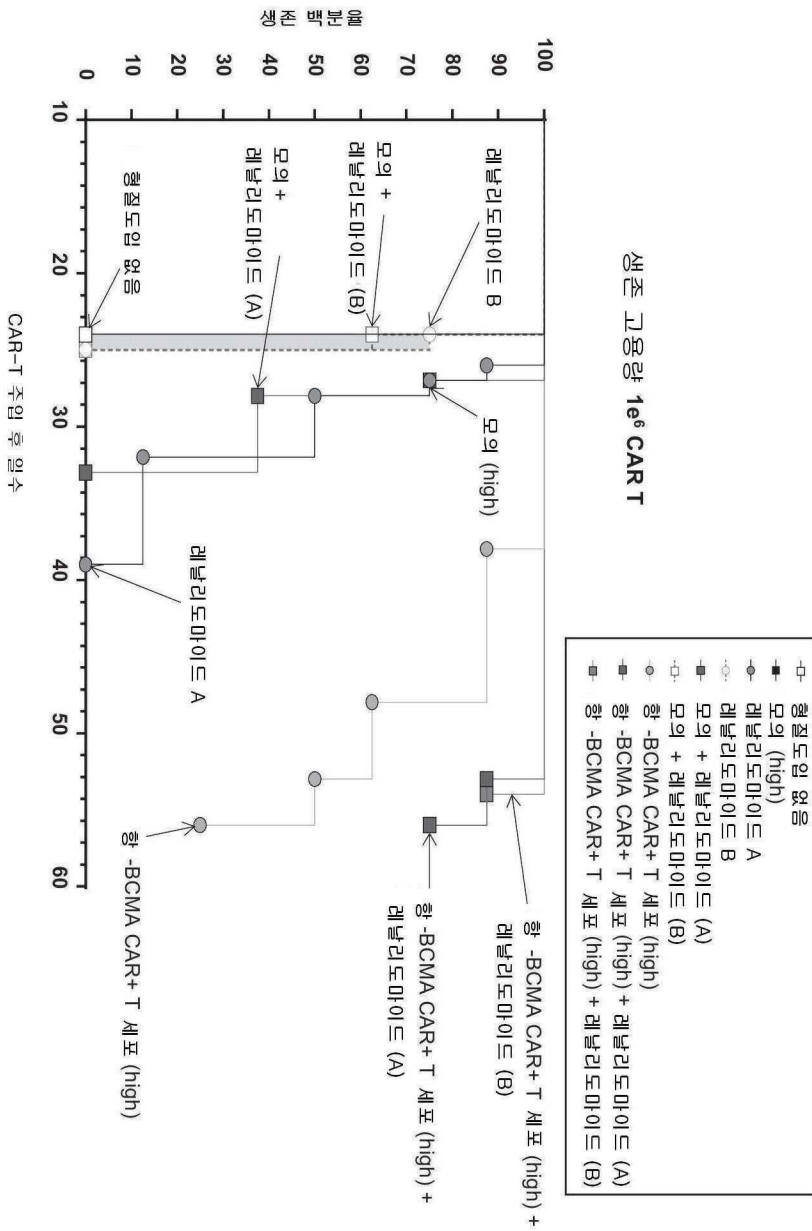 생존 고용량 1e⁶ CAR T
형질도입 없음
모의 (high)
레날리도마이드 A
레날리도마이드 B
모의 + 레날리도마이드 (A)
모의 + 레날리도마이드 (B)
항 -BCMA CAR+ T 세포 (high)
항 -BCMA CAR+ T 세포 (high) + 레날리도마이드 (A)
항 -BCMA CAR+ T 세포 (high) + 레날리도마이드 (B)
생존 백분율
100
90
80
75
60
50
40
30
20
10
0
레날리도마이드 B
모의 +
레날리도마이드 (B)
모의 +
레날리도마이드 (A)
형질도입 없음
모의 (high)
레날리도마이드 A
항 -BCMA CAR+ T 세포 (high) +
레날리도마이드 (B)
항 -BCMA CAR+ T 세포 (high) +
레날리도마이드 (A)
항 -BCMA CAR+ T 세포 (high)
10
20
30
40
50
60
CAR-T 주입 후 일수